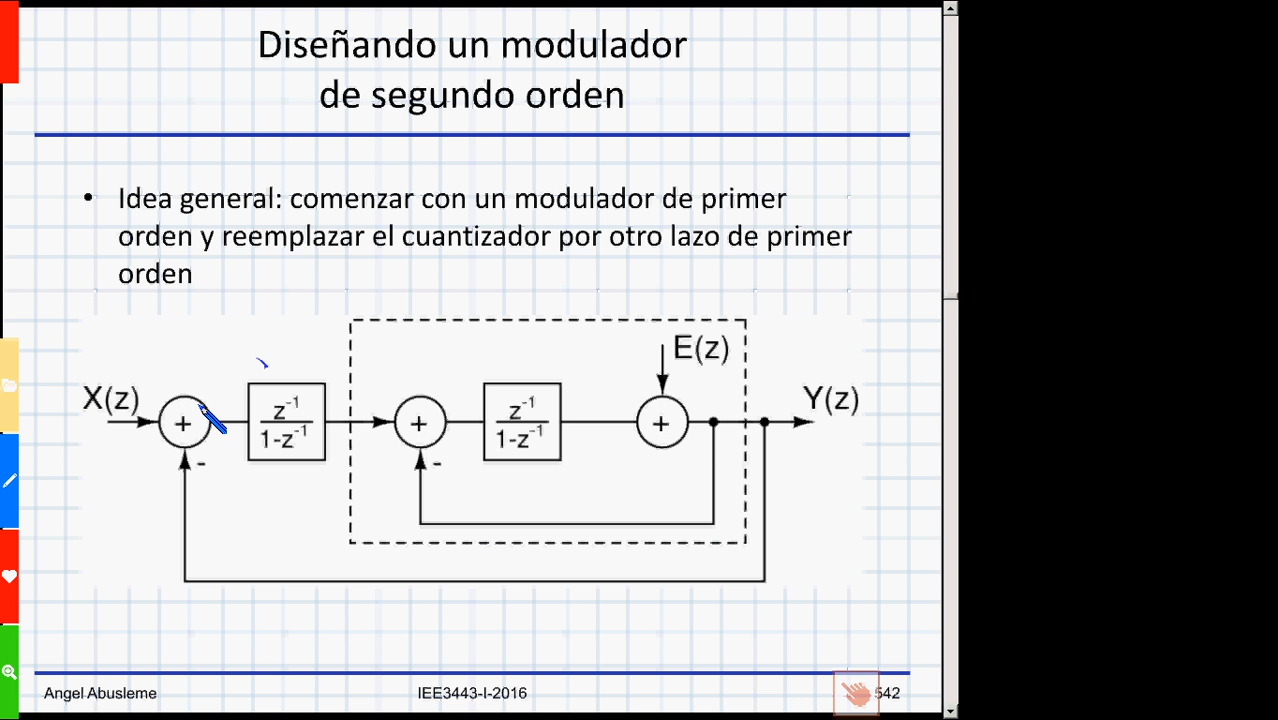 Diseñando un modulador
de segundo orden
• Idea general: comenzar con un modulador de primer
orden y reemplazar el cuantizador por otro lazo de primer
orden
E(z)
X(z) + z⁻¹ + z⁻¹ + Y(z)
1-z⁻¹ 1-z⁻¹
- -
Angel Abusleme IEE3443-I-2016 542